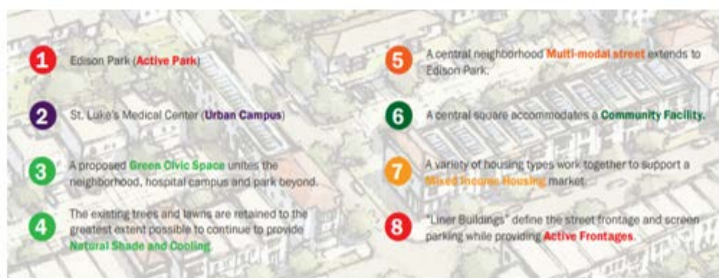 1 Edison Park (Active Park)
2 St. Luke's Medical Center (Urban Campus)
3 A proposed Green Civic Space unites the
neighborhood, hospital campus and park beyond.
4 The existing trees and lawns are retained to the
greatest extent possible to continue to provide
Natural Shade and Cooling.
5 A central neighborhood Multi-modal street extends to
Edison Park.
6 A central square accommodates a Community Facility.
7 A variety of housing types work together to support a
Mixed Income Housing market.
8 "Liner Buildings" define the street frontage and screen
parking while providing Active Frontages.